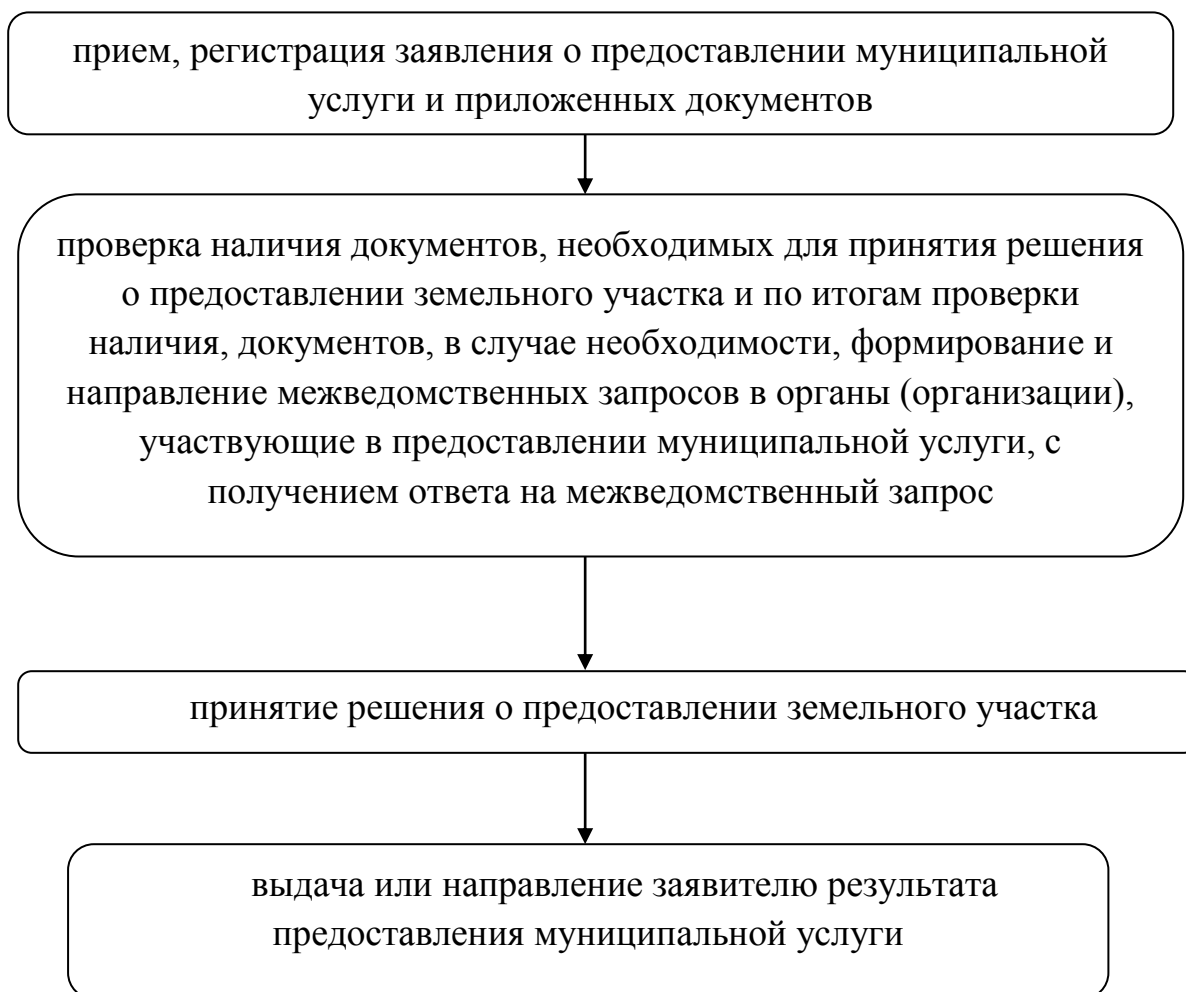 прием, регистрация заявления о предоставлении муниципальной
услуги и приложенных документов
проверка наличия документов, необходимых для принятия решения
о предоставлении земельного участка и по итогам проверки
наличия, документов, в случае необходимости, формирование и
направление межведомственных запросов в органы (организации),
участвующие в предоставлении муниципальной услуги, с
получением ответа на межведомственный запрос
принятие решения о предоставлении земельного участка
выдача или направление заявителю результата
предоставления муниципальной услуги